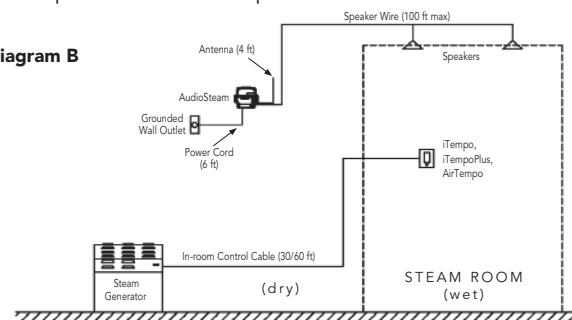 Speaker Wire (100 ft max)
iagram B
Antenna (4 ft)
Speakers
AudioSteam
Grounded
Wall Outlet
Power Cord
(6 ft)
iTempo,
iTempoPlus,
AirTempo
In-room Control Cable (30/60 ft)
Steam
Generator
(dry)
STEAM ROOM
(wet)